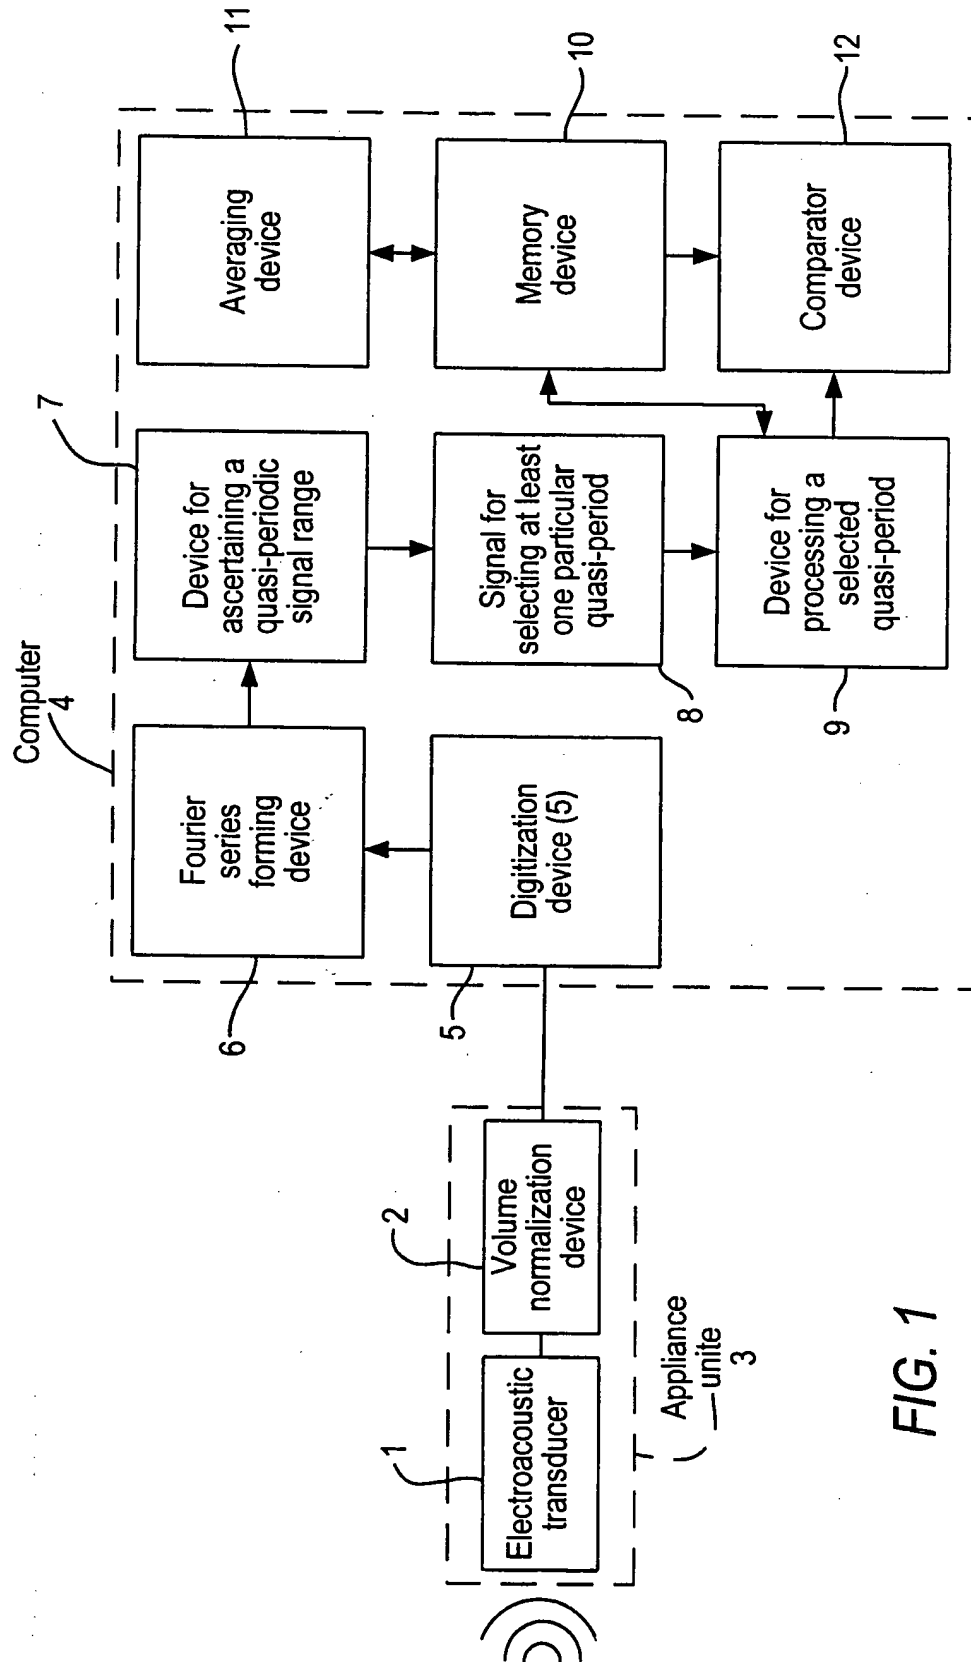 Computer
4
7
11
Fourier
series
forming
device
6
Device for
ascertaining a
quasi-periodic
signal range
Averaging
device
Digitization
device (5)
5
Signal for
selecting at least
one particular
quasi-period
8
Memory
device
10
Device for
processing a
selected
quasi-period
9
Comparator
device
12
1
Electroacoustic
transducer
2
Volume
normalization
device
Appliance
unite
3
FIG. 1